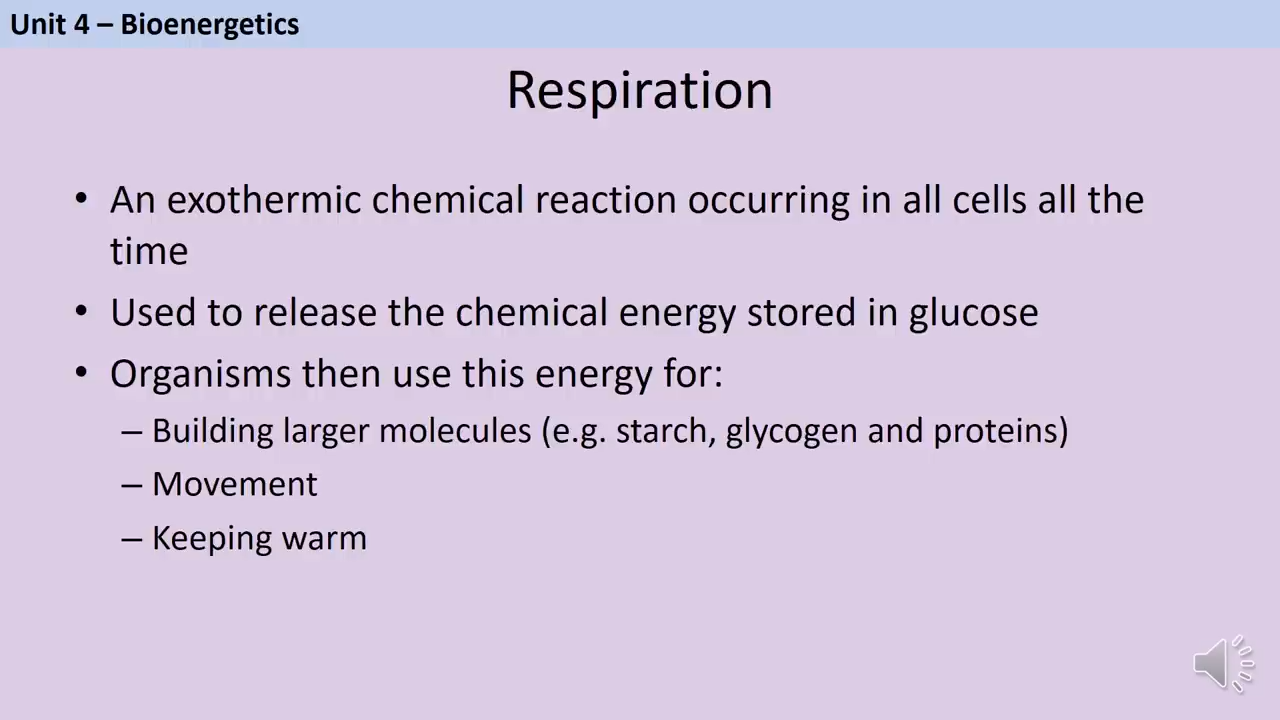 Unit 4 – Bioenergetics
Respiration
• An exothermic chemical reaction occurring in all cells all the
time
• Used to release the chemical energy stored in glucose
• Organisms then use this energy for:
– Building larger molecules (e.g. starch, glycogen and proteins)
– Movement
– Keeping warm